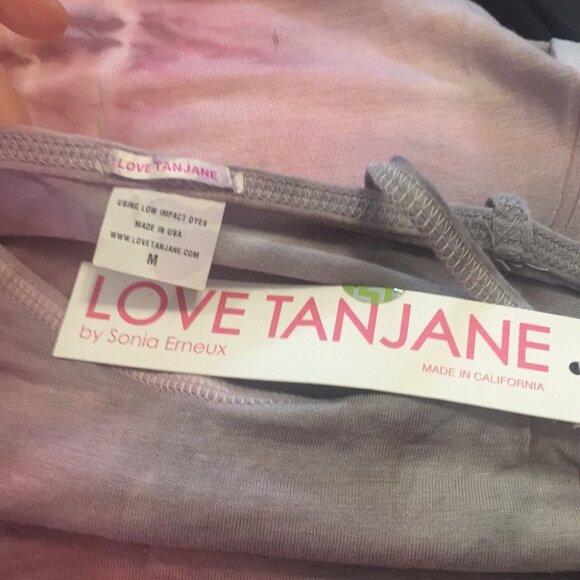 LOVE TANJANE
USING LOW IMPACT DYES
MADE IN USA
WWW.LOVETANJANE.COM
M
LOVE TANJANE
by Sonia Erneux
MADE IN CALIFORNIA